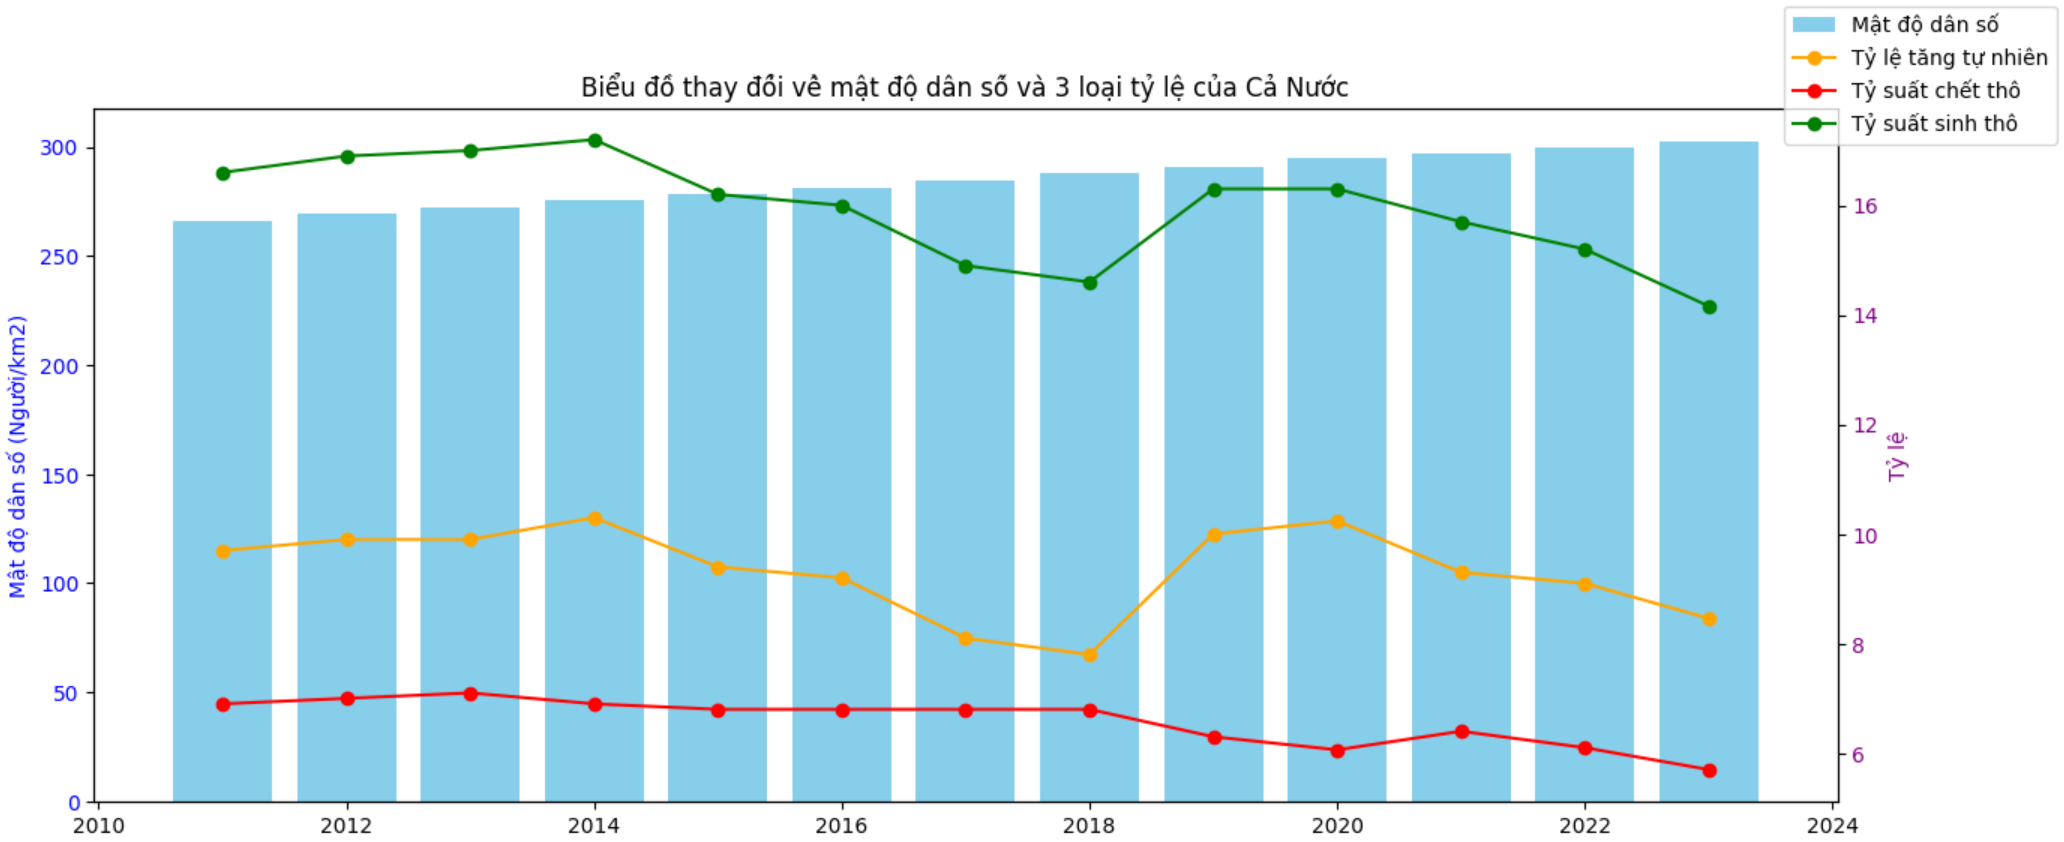 Mật độ dân số
Tỷ lệ tăng tự nhiên
Tỷ suất chết thô
Tỷ suất sinh thô
Biểu đồ thay đổi về mật độ dân số và 3 loại tỷ lệ của Cả Nước
Mật độ dân số (Người/km2)
300
250
200
150
100
50
0
16
14
12
10
8
6
Tỷ lệ
2010 2012 2014 2016 2018 2020 2022 2024